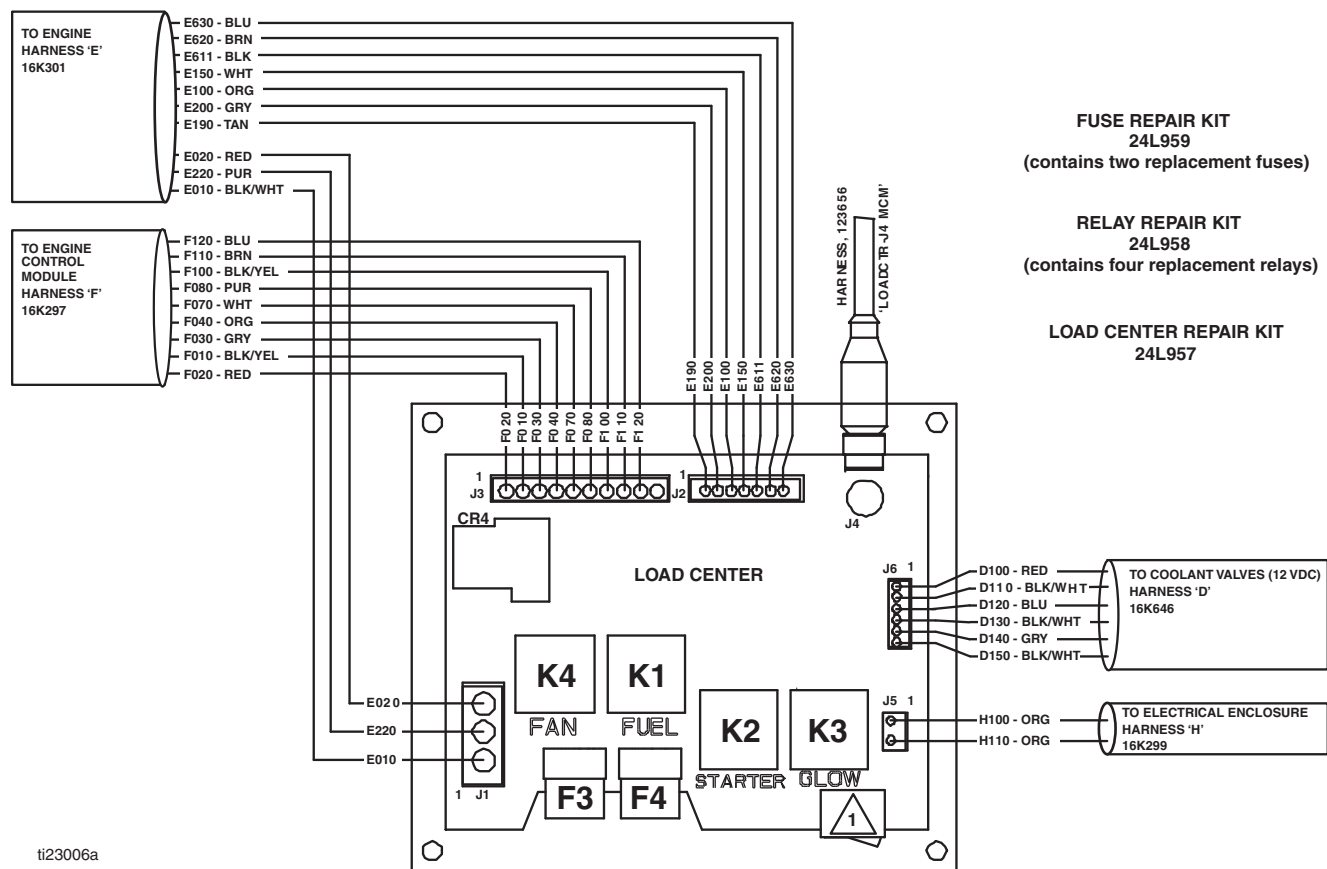 TO ENGINE
HARNESS ‘E’
16K301
E630 - BLU
E620 - BRN
E611 - BLK
E150 - WHT
E100 - ORG
E200 - GRY
E190 - TAN
E020 - RED
E220 - PUR
E010 - BLK/WHT
TO ENGINE
CONTROL
MODULE
HARNESS ‘F’
16K297
F120 - BLU
F110 - BRN
F100 - BLK/YEL
F080 - PUR
F070 - WHT
F040 - ORG
F030 - GRY
F010 - BLK/YEL
F020 - RED
FUSE REPAIR KIT
24L959
(contains two replacement fuses)
RELAY REPAIR KIT
24L958
(contains four replacement relays)
LOAD CENTER REPAIR KIT
24L957
HARNESS, 123656
‘LOADCTR-J4 MCM’
F020
F010
F030
F040
F070
F080
F100
F110
F120
E190
E200
E100
E150
E611
E620
E630
1
J3
1
J2
J4
CR4
LOAD CENTER
J6 1
D100 - RED
D110 - BLK/WHT
D120 - BLU
D130 - BLK/WHT
D140 - GRY
D150 - BLK/WHT
TO COOLANT VALVES (12 VDC)
HARNESS ‘D’
16K646
J5 1
H100 - ORG
H110 - ORG
TO ELECTRICAL ENCLOSURE
HARNESS ‘H’
16K299
E020
E220
E010
1 J1
K4
FAN
K1
FUEL
K2
STARTER
K3
GLOW
F3
F4
1
ti23006a